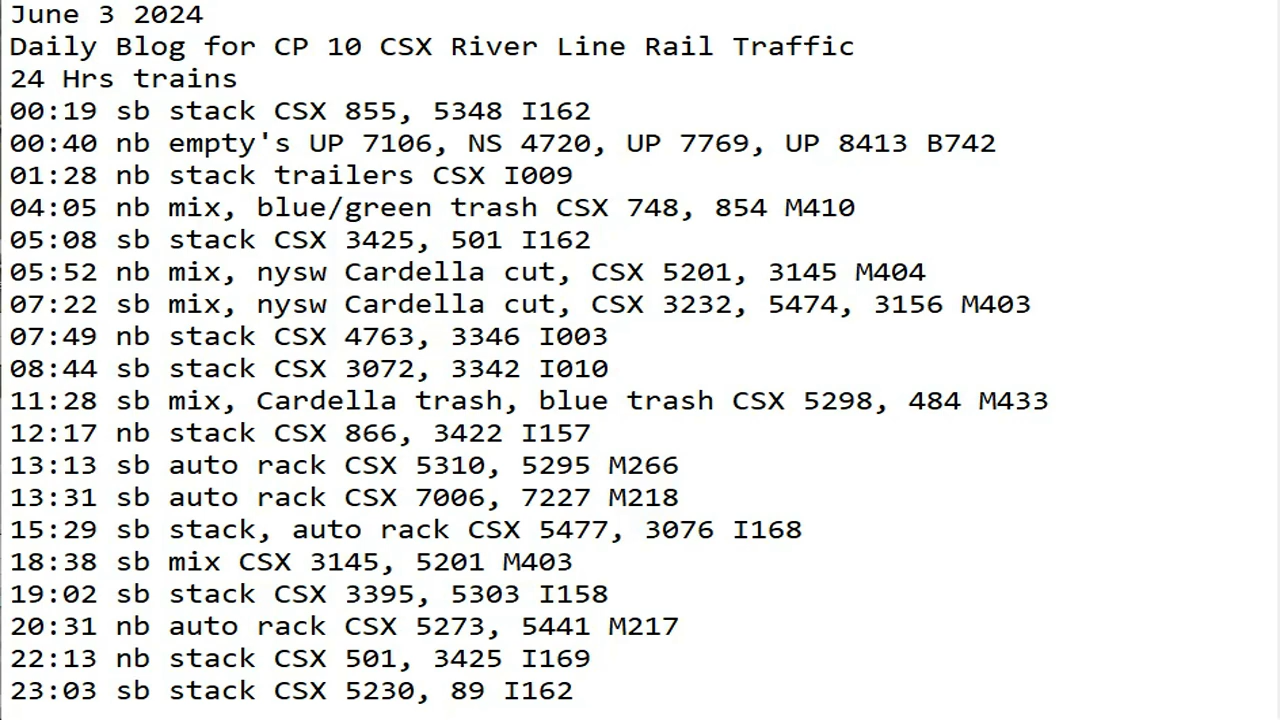 June 3 2024
Daily Blog for CP 10 CSX River Line Rail Traffic
24 Hrs trains
00:19 sb stack CSX 855, 5348 I162
00:40 nb empty's UP 7106, NS 4720, UP 7769, UP 8413 B742
01:28 nb stack trailers CSX I009
04:05 nb mix, blue/green trash CSX 748, 854 M410
05:08 sb stack CSX 3425, 501 I162
05:52 nb mix, nysw Cardella cut, CSX 5201, 3145 M404
07:22 sb mix, nysw Cardella cut, CSX 3232, 5474, 3156 M403
07:49 nb stack CSX 4763, 3346 I003
08:44 sb stack CSX 3072, 3342 I010
11:28 sb mix, Cardella trash, blue trash CSX 5298, 484 M433
12:17 nb stack CSX 866, 3422 I157
13:13 sb auto rack CSX 5310, 5295 M266
13:31 sb auto rack CSX 7006, 7227 M218
15:29 sb stack, auto rack CSX 5477, 3076 I168
18:38 sb mix CSX 3145, 5201 M403
19:02 sb stack CSX 3395, 5303 I158
20:31 nb auto rack CSX 5273, 5441 M217
22:13 nb stack CSX 501, 3425 I169
23:03 sb stack CSX 5230, 89 I162